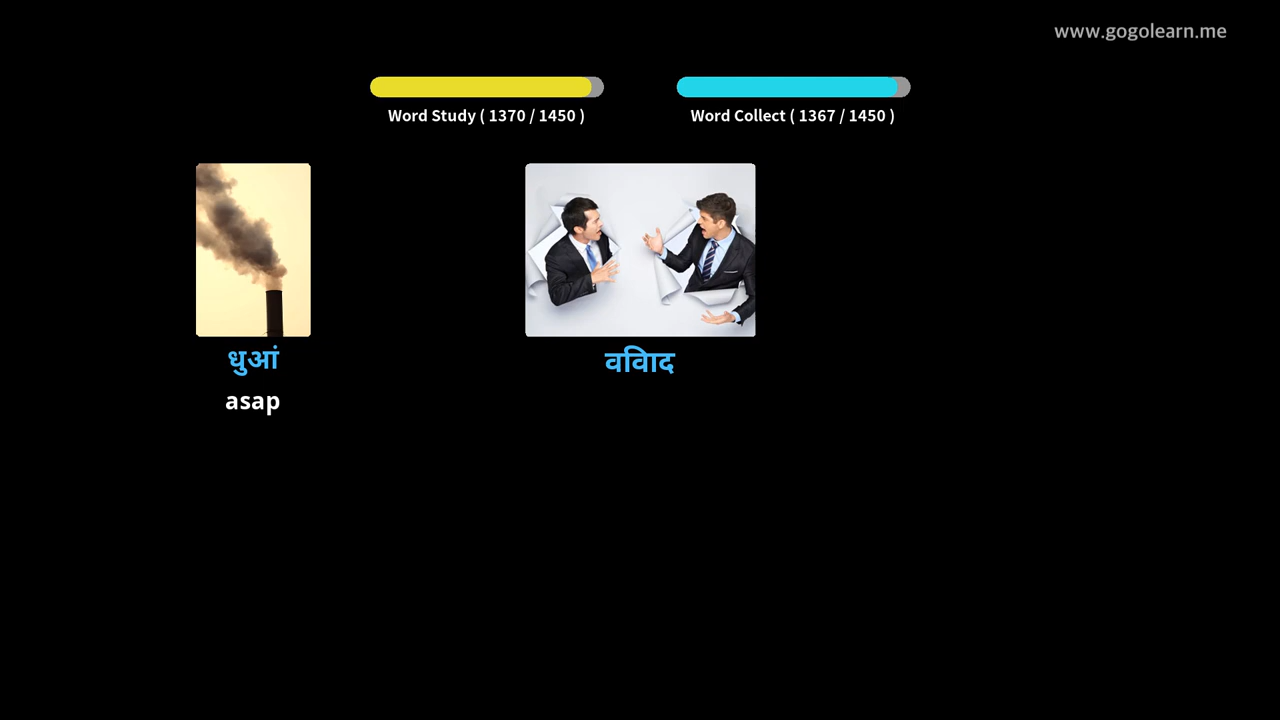 www.gogolearn.me
Word Study ( 1370 / 1450 )
Word Collect ( 1367 / 1450 )
धुआं
विवाद
asap